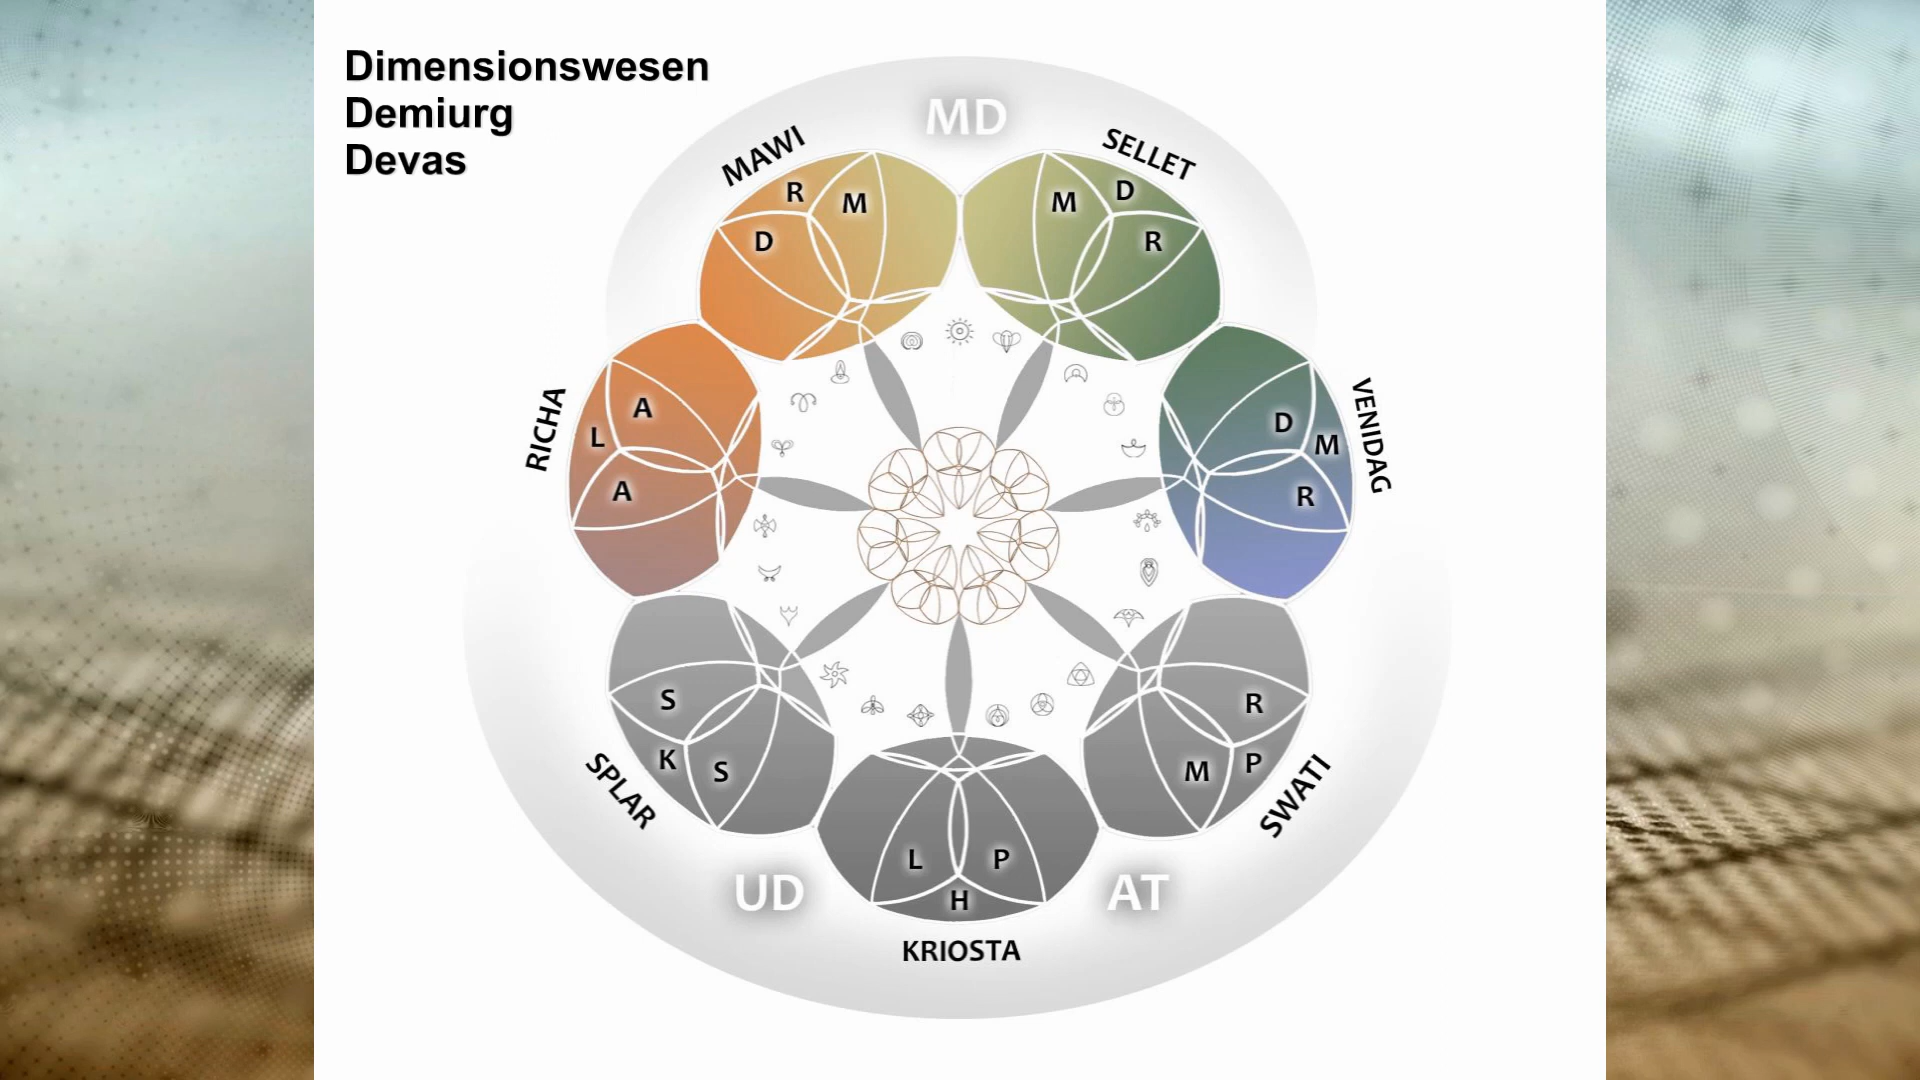 Dimensionswesen
Demiurg
Devas
MD
MAWI
R
M
D
SELLET
M
D
R
RICHA
A
L
A
VENIDAG
D
M
R
SPLAR
S
K
S
SWATI
R
M
P
UD
AT
L
P
H
KRIOSTA